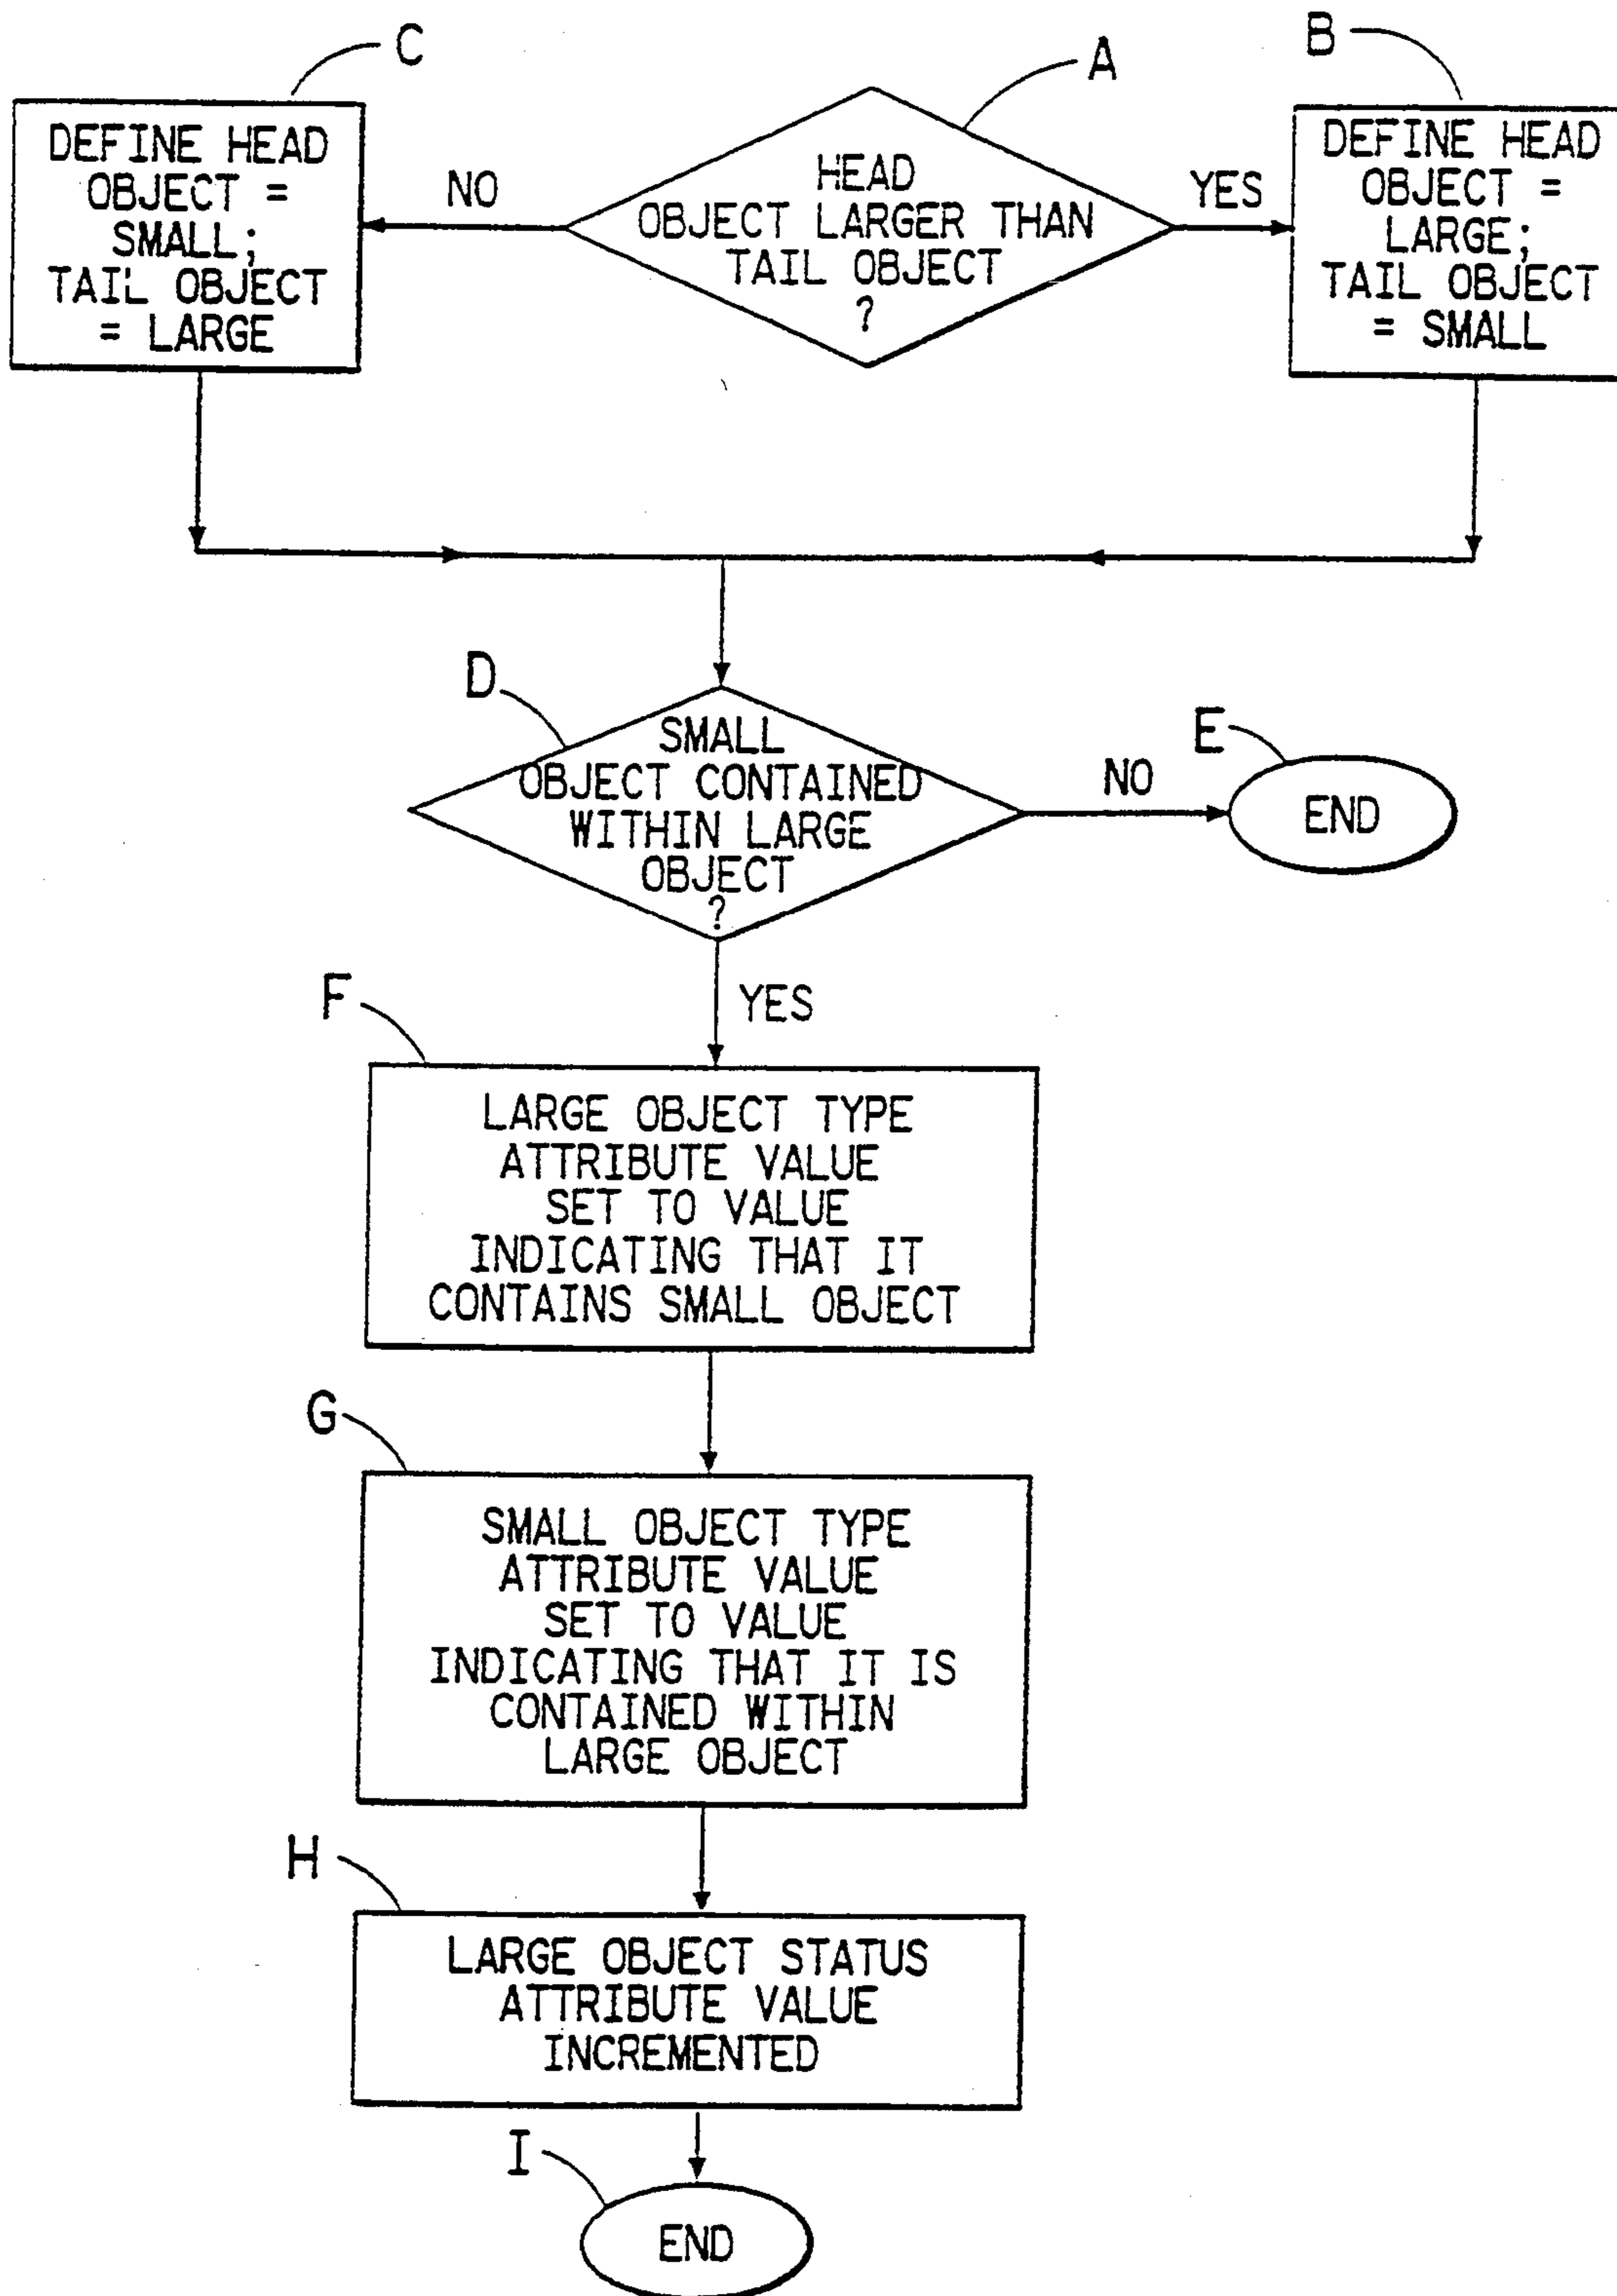 C
A
B
DEFINE HEAD
OBJECT =
SMALL;
TAIL OBJECT
= LARGE
NO
HEAD
OBJECT LARGER THAN
TAIL OBJECT
?
YES
DEFINE HEAD
OBJECT =
LARGE;
TAIL OBJECT
= SMALL
D
SMALL
OBJECT CONTAINED
WITHIN LARGE
OBJECT
?
NO
E
END
YES
F
LARGE OBJECT TYPE
ATTRIBUTE VALUE
SET TO VALUE
INDICATING THAT IT
CONTAINS SMALL OBJECT
G
SMALL OBJECT TYPE
ATTRIBUTE VALUE
SET TO VALUE
INDICATING THAT IT IS
CONTAINED WITHIN
LARGE OBJECT
H
LARGE OBJECT STATUS
ATTRIBUTE VALUE
INCREMENTED
I
END